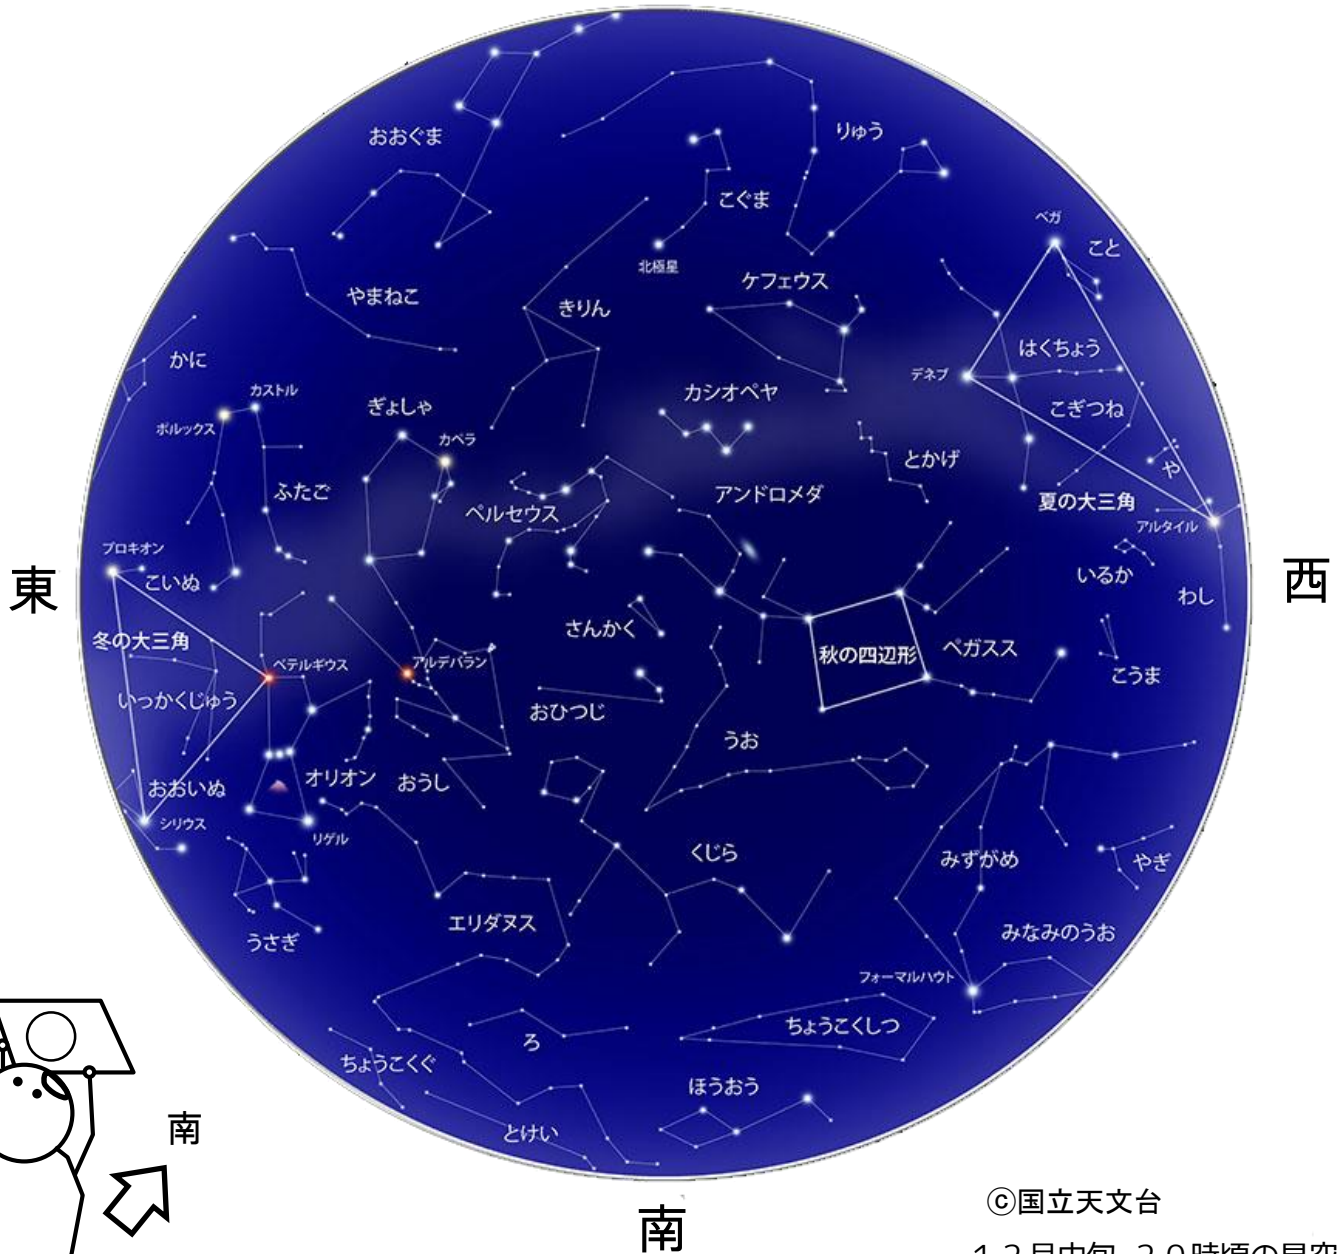 おおぐま
りゅう
こぐま
ベガ
こと
北極星
ケフェウス
やまねこ
きりん
かに
はくちょう
カストル
デネブ
カシオペヤ
ぎょしゃ
こぎつね
ポルックス
カペラ
とかげ
や
ふたご
アンドロメダ
夏の大三角
ペルセウス
アルタイル
プロキオン
こいぬ
いるか
東
西
わし
さんかく
冬の大三角
秋の四辺形
ペガスス
ベテルギウス
アルデバラン
こうま
いっかくじゅう
おひつじ
うお
オリオン
おうし
おおいぬ
シリウス
リゲル
くじら
みずがめ
やぎ
エリダヌス
みなみのうお
うさぎ
フォーマルハウト
ちょうこくしつ
ろ
ちょうこくぐ
ほうおう
南
とけい
©国立天文台
南
12月中旬 20時頃の星空